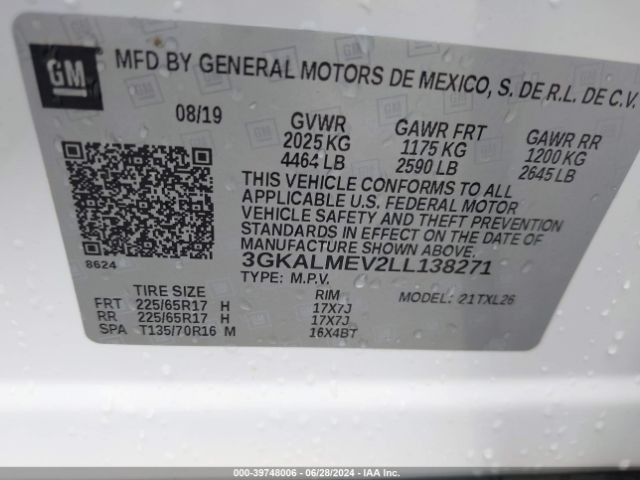 GM
MFD BY GENERAL MOTORS DE MEXICO, S. DE R.L. DE C.V.
08/19
GVWR GAWR FRT GAWR RR
2025 KG 1175 KG 1200 KG
4464 LB 2590 LB 2645 LB
THIS VEHICLE CONFORMS TO ALL
APPLICABLE U.S. FEDERAL MOTOR
VEHICLE SAFETY AND THEFT PREVENTION
STANDARDS IN EFFECT ON THE DATE OF
MANUFACTURE SHOWN ABOVE.
8624
3GKALMEV2LL138271
TYPE: M.P.V. MODEL: 21TXL26
TIRE SIZE RIM
FRT 225/65R17 H 17X7J
RR 225/65R17 H 17X7J
SPA T135/70R16 M 16X4BT
000-39748006 - 06/28/2024 - IAAI.COM